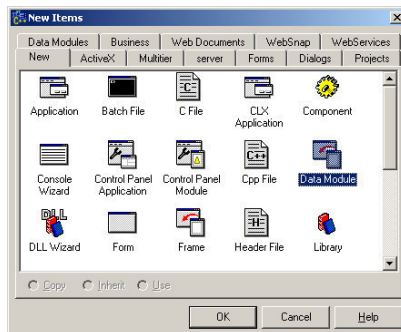 New Items
Data Modules Business Web Documents WebSnap WebServices
New ActiveX Multitier server Forms Dialogs Projects
Application Batch File C File CLX Application Component
Console Wizard Control Panel Application Control Panel Module Cpp File Data Module
DLL Wizard Form Frame Header File Library
Copy Inherit Use
OK Cancel Help